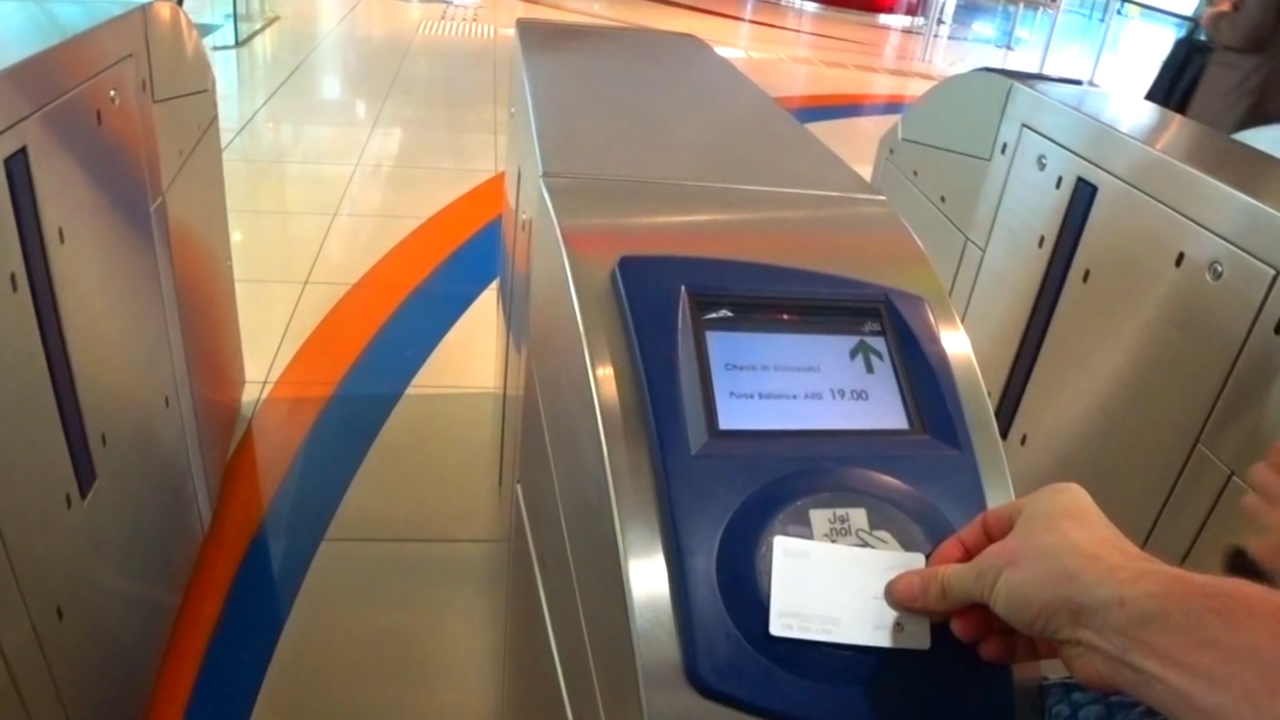 Check in Successful
Purse Balance: AED 19.00
نول
nol